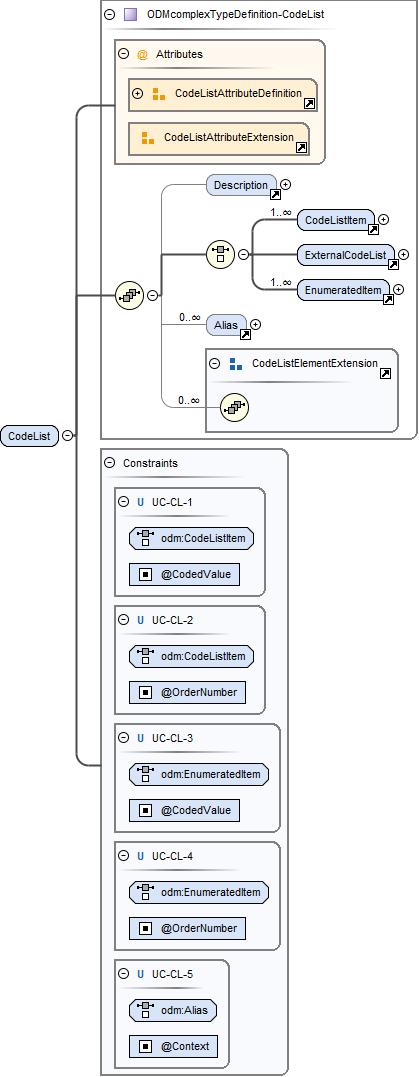 ODMcomplexTypeDefinition-CodeList
@ Attributes
CodeListAttributeDefinition
CodeListAttributeExtension
Description
1..∞
CodeListItem
ExternalCodeList
1..∞
EnumeratedItem
0..∞
Alias
CodeListElementExtension
0..∞
CodeList
Constraints
U UC-CL-1
odm:CodeListItem
@CodedValue
U UC-CL-2
odm:CodeListItem
@OrderNumber
U UC-CL-3
odm:EnumeratedItem
@CodedValue
U UC-CL-4
odm:EnumeratedItem
@OrderNumber
U UC-CL-5
odm:Alias
@Context